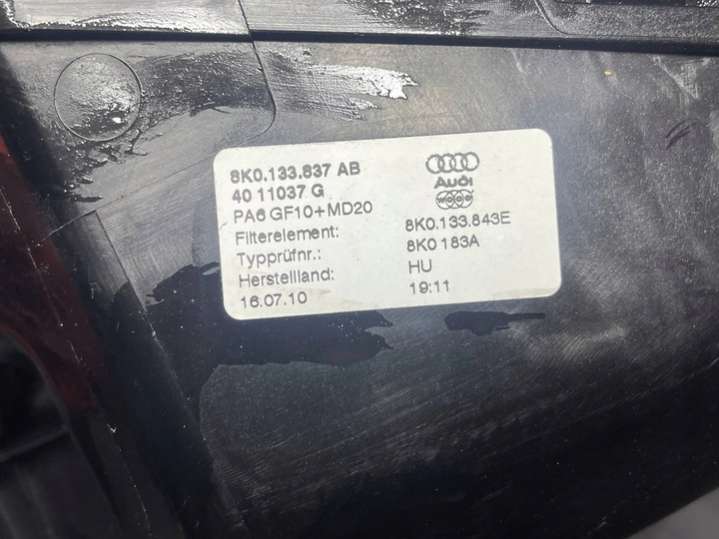 8K0.133.837 AB
40 11037 G
PA6 GF10+MD20
Audi
Filterelement: 8K0.133.843E
Typprüfnr.: 8K0 183A
Herstellland: HU
16.07.10 19:11